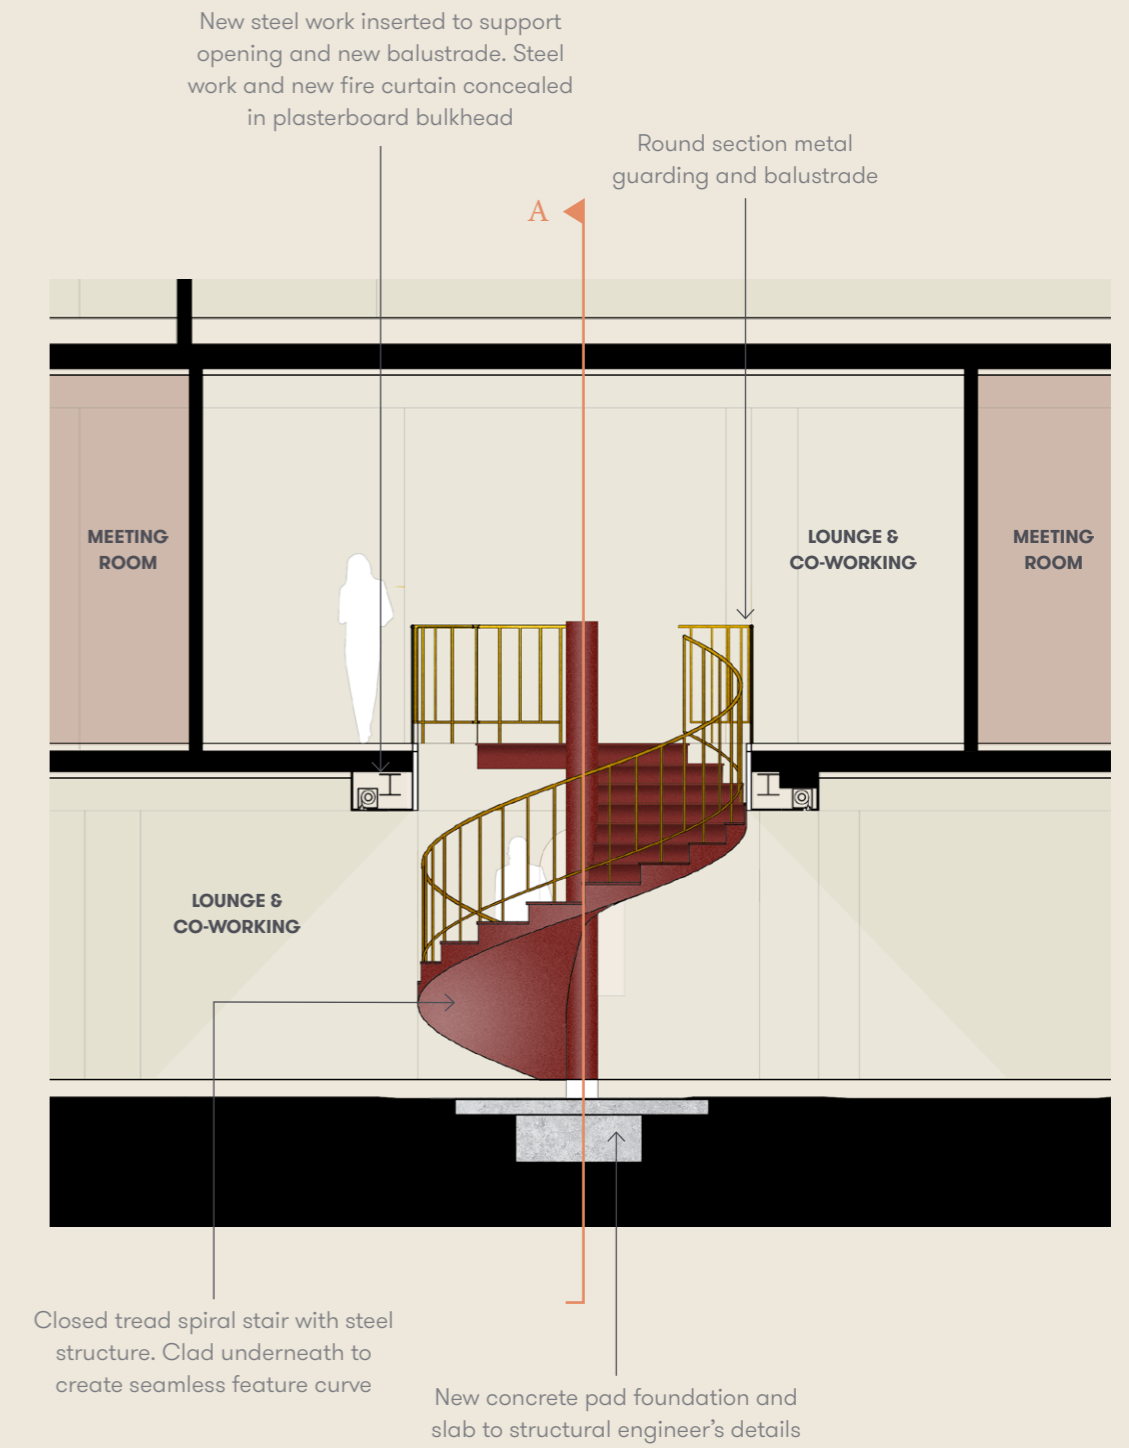 New steel work inserted to support
opening and new balustrade. Steel
work and new fire curtain concealed
in plasterboard bulkhead
Round section metal
guarding and balustrade
A
MEETING
ROOM
LOUNGE &
CO-WORKING
MEETING
ROOM
LOUNGE &
CO-WORKING
Closed tread spiral stair with steel
structure. Clad underneath to
create seamless feature curve
New concrete pad foundation and
slab to structural engineer’s details